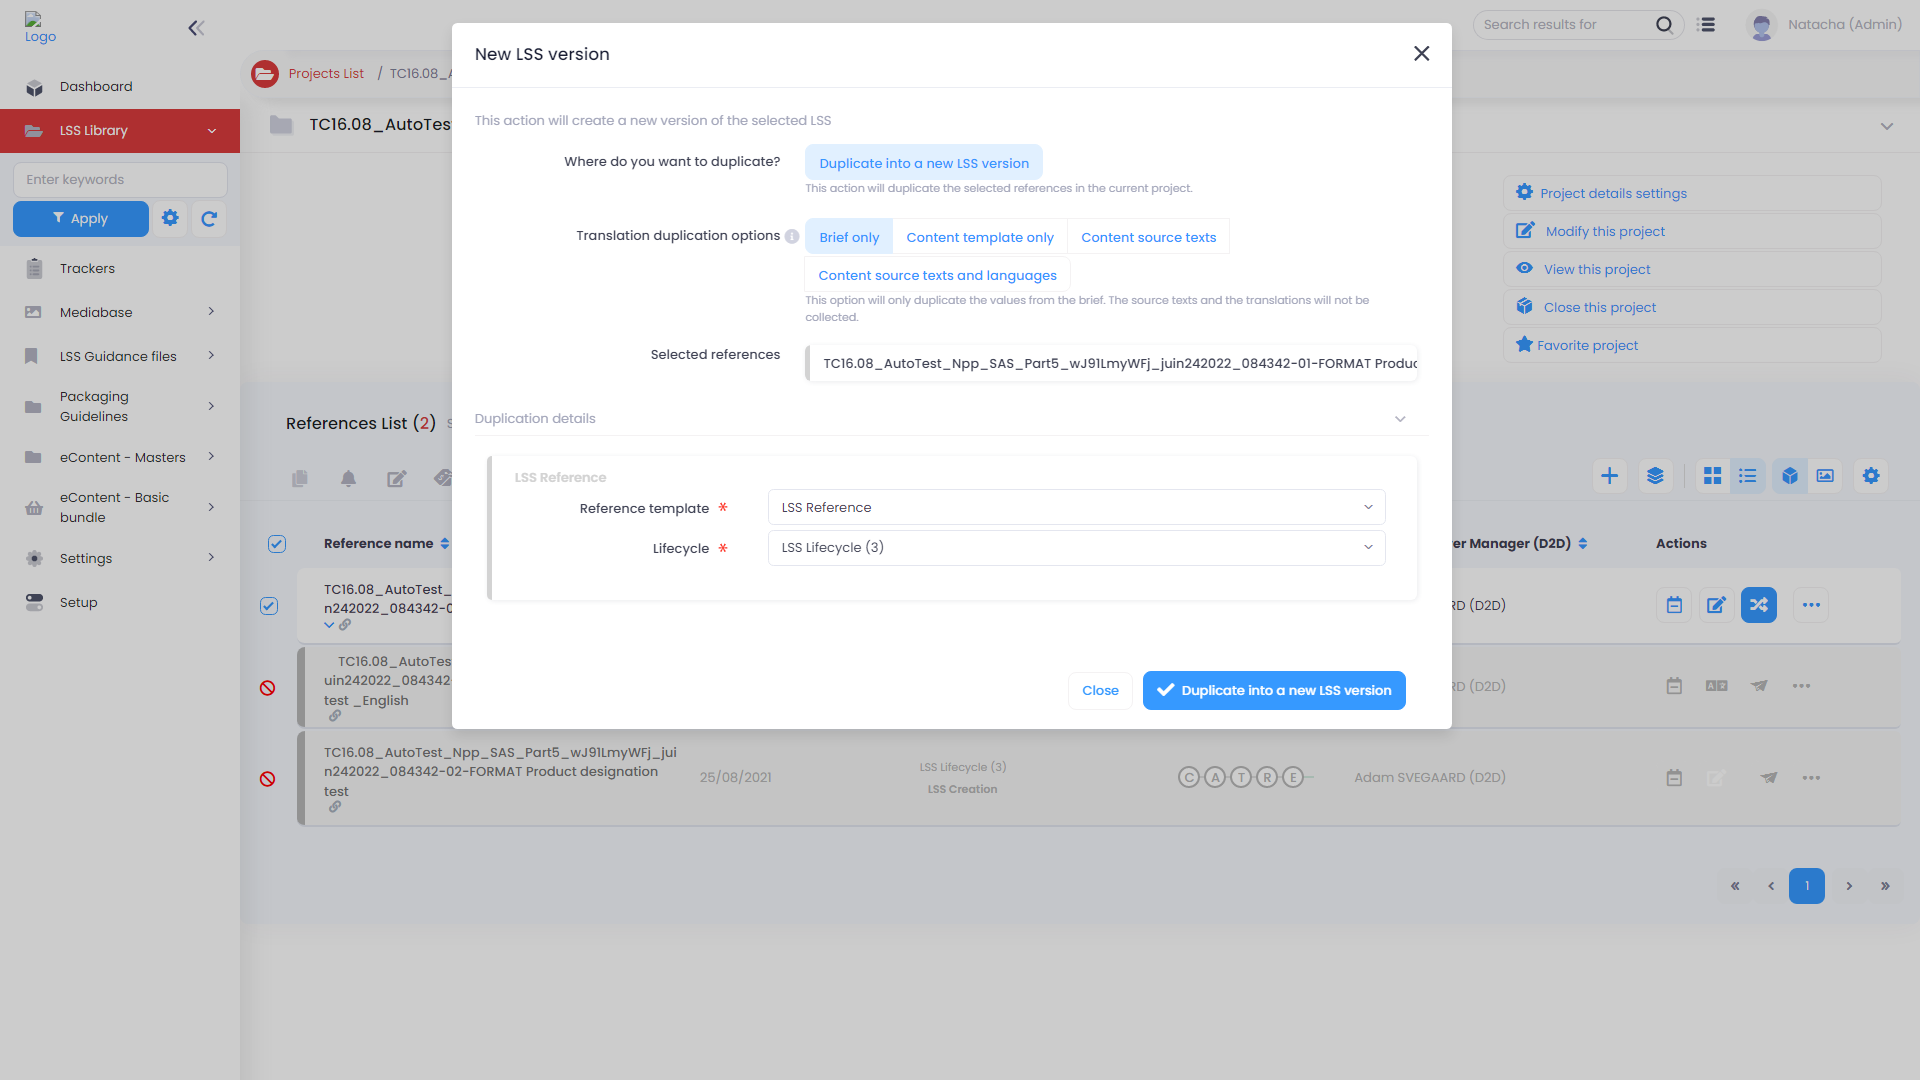 Logo
Dashboard
LSS Library
Enter keywords
Apply
Trackers
Mediabase
LSS Guidance files
Packaging
Guidelines
eContent - Masters
eContent - Basic
bundle
Settings
Setup
Search results for
Natacha (Admin)
Projects List / TC16.08_A
TC16.08_AutoTes
Project details settings
Modify this project
View this project
Close this project
Favorite project
New LSS version
This action will create a new version of the selected LSS
Where do you want to duplicate?
Duplicate into a new LSS version
This action will duplicate the selected references in the current project.
Translation duplication options
Brief only
Content template only
Content source texts
Content source texts and languages
This option will only duplicate the values from the brief. The source texts and the translations will not be
collected.
Selected references
TC16.08_AutoTest_Npp_SAS_Part5_wJ91LmyWFj_juin242022_084342-01-FORMAT Produc
Duplication details
LSS Reference
Reference template *
LSS Reference
Lifecycle *
LSS Lifecycle (3)
Close
Duplicate into a new LSS version
References List (2)
Reference name
er Manager (D2D)
Actions
TC16.08_AutoTest_
n242022_084342-0
RD (D2D)
TC16.08_AutoTes
uin242022_084342-
test _English
RD (D2D)
TC16.08_AutoTest_Npp_SAS_Part5_wJ91LmyWFj_jui
n242022_084342-02-FORMAT Product designation
test
25/08/2021
LSS Lifecycle (3)
LSS Creation
C A T R E
Adam SVEGAARD (D2D)
« ‹ 1 › »